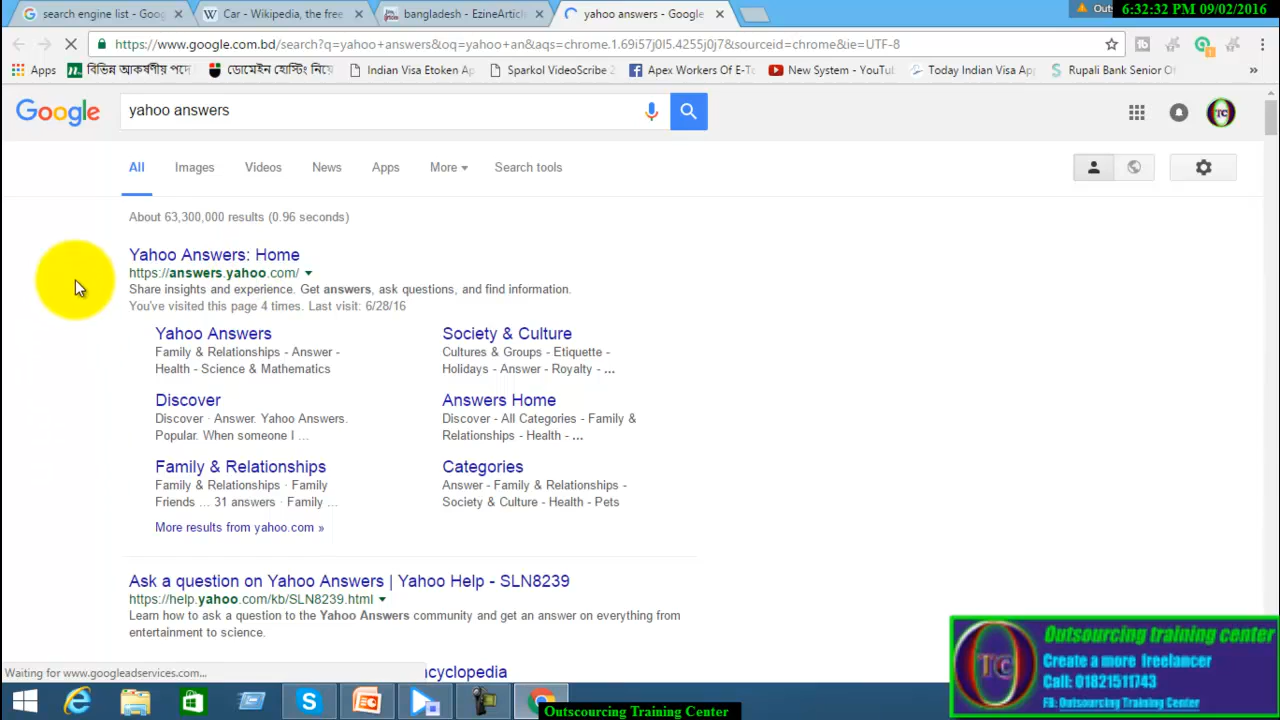 search engine list - Goog
Car - Wikipedia, the free
bangladesh - EzineArticl
yahoo answers - Google
Outs
6:32:32 PM 09/02/2016
https://www.google.com.bd/search?q=yahoo+answers&oq=yahoo+an&aqs=chrome.1.69i57j0l5.4255j0j7&sourceid=chrome&ie=UTF-8
Apps
বিভিন্ন আকর্ষণীয় পদে
ডোমেইন হোস্টিং নিয়ে
Indian Visa Etoken Ap
Sparkol VideoScribe 2
Apex Workers Of E-To
New System - YouTu
Today Indian Visa App
Rupali Bank Senior Of
»
Google
yahoo answers
All Images Videos News Apps More Search tools
About 63,300,000 results (0.96 seconds)
Yahoo Answers: Home
https://answers.yahoo.com/
Share insights and experience. Get answers, ask questions, and find information.
You've visited this page 4 times. Last visit: 6/28/16
Yahoo Answers
Family & Relationships - Answer -
Health - Science & Mathematics
Society & Culture
Cultures & Groups - Etiquette -
Holidays - Answer - Royalty - ...
Discover
Discover · Answer. Yahoo Answers.
Popular. When someone I ...
Answers Home
Discover - All Categories - Family &
Relationships - Health - ...
Family & Relationships
Family & Relationships · Family
Friends ... 31 answers · Family ...
Categories
Answer - Family & Relationships -
Society & Culture - Health - Pets
More results from yahoo.com »
Ask a question on Yahoo Answers | Yahoo Help - SLN8239
https://help.yahoo.com/kb/SLN8239.html
Learn how to ask a question to the Yahoo Answers community and get an answer on everything from
entertainment to science.
ncyclopedia
Waiting for www.googleadservices.com...
OTC
Outsourcing training center
Create a more freelancer
Call: 01821511743
FB: Outsourcing Training Center
Outscourcing Training Center